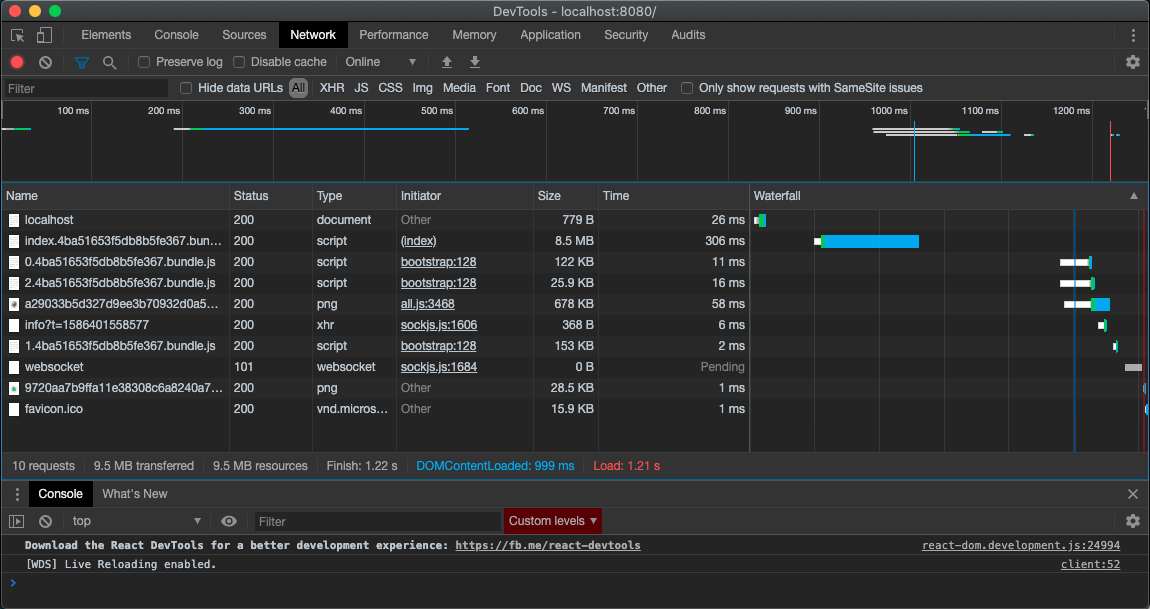 DevTools - localhost:8080/
Elements Console Sources Network Performance Memory Application Security Audits
Preserve log Disable cache Online ▼
Filter Hide data URLs All XHR JS CSS Img Media Font Doc WS Manifest Other Only show requests with SameSite issues
100 ms 200 ms 300 ms 400 ms 500 ms 600 ms 700 ms 800 ms 900 ms 1000 ms 1100 ms 1200 ms
Name Status Type Initiator Size Time Waterfall ▲
localhost 200 document Other 779 B 26 ms
index.4ba51653f5db8b5fe367.bun... 200 script (index) 8.5 MB 306 ms
0.4ba51653f5db8b5fe367.bundle.js 200 script bootstrap:128 122 KB 11 ms
2.4ba51653f5db8b5fe367.bundle.js 200 script bootstrap:128 25.9 KB 16 ms
a29033b5d327d9ee3b70932d0a5... 200 png all.js:3468 678 KB 58 ms
info?t=1586401558577 200 xhr sockjs.js:1606 368 B 6 ms
1.4ba51653f5db8b5fe367.bundle.js 200 script bootstrap:128 153 KB 2 ms
websocket 101 websocket sockjs.js:1684 0 B Pending
9720aa7b9ffa11e38308c6a8240a7... 200 png Other 28.5 KB 1 ms
favicon.ico 200 vnd.micros... Other 15.9 KB 1 ms
10 requests 9.5 MB transferred 9.5 MB resources Finish: 1.22 s DOMContentLoaded: 999 ms Load: 1.21 s
Console What's New
top ▼ Filter Custom levels ▼
Download the React DevTools for a better development experience: https://fb.me/react-devtools react-dom.development.js:24994
[WDS] Live Reloading enabled. client:52
>